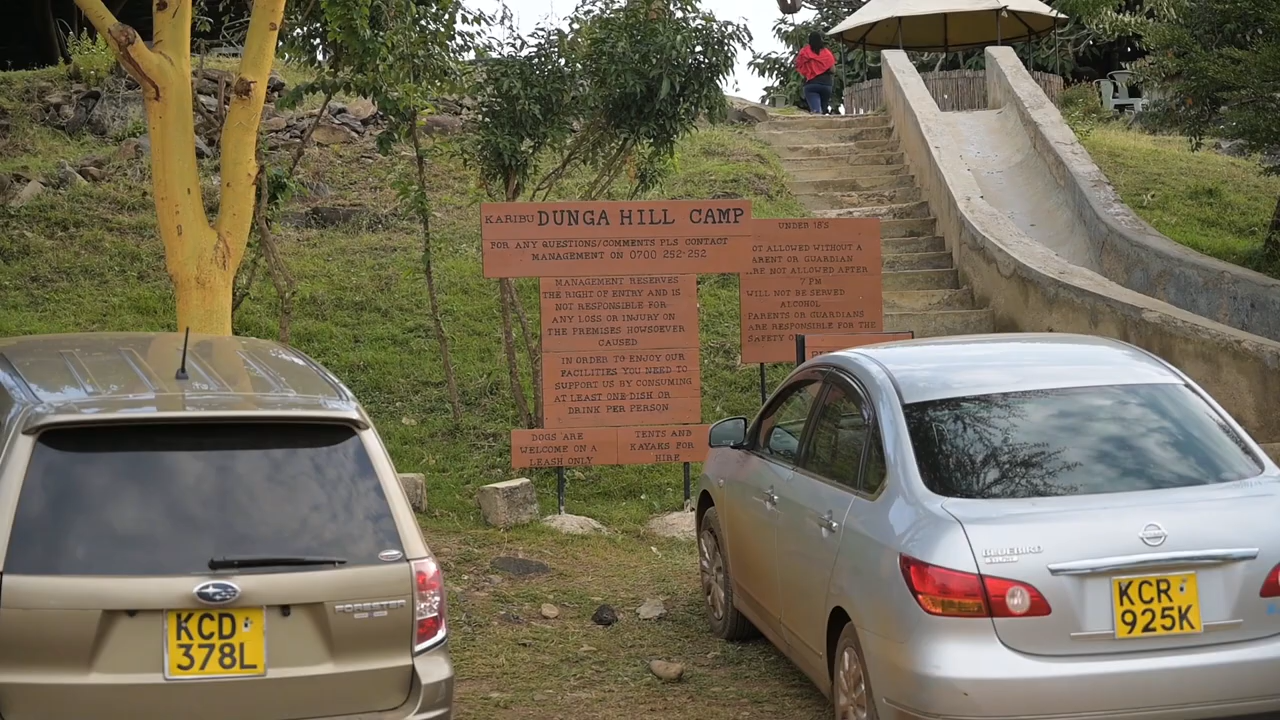 KARIBU DUNGA HILL CAMP
FOR ANY QUESTIONS/COMMENTS PLS CONTACT
MANAGEMENT ON 0700 252-252
MANAGEMENT RESERVES
THE RIGHT OF ENTRY AND IS
NOT RESPONSIBLE FOR
ANY LOSS OR INJURY ON
THE PREMISES HOWSOEVER
CAUSED
IN ORDER TO ENJOY OUR
FACILITIES YOU NEED TO
SUPPORT US BY CONSUMING
AT LEAST ONE DISH OR
DRINK PER PERSON
DOGS ARE
WELCOME ON A
LEASH ONLY
TENTS AND
KAYAKS FOR
HIRE
UNDER 18'S
NOT ALLOWED WITHOUT A
PARENT OR GUARDIAN
ARE NOT ALLOWED AFTER
7 PM
WILL NOT BE SERVED
ALCOHOL
PARENTS OR GUARDIANS
ARE RESPONSIBLE FOR THE
SAFETY
FORESTER
KCD
378L
BLUEBIRD
KCR
925K